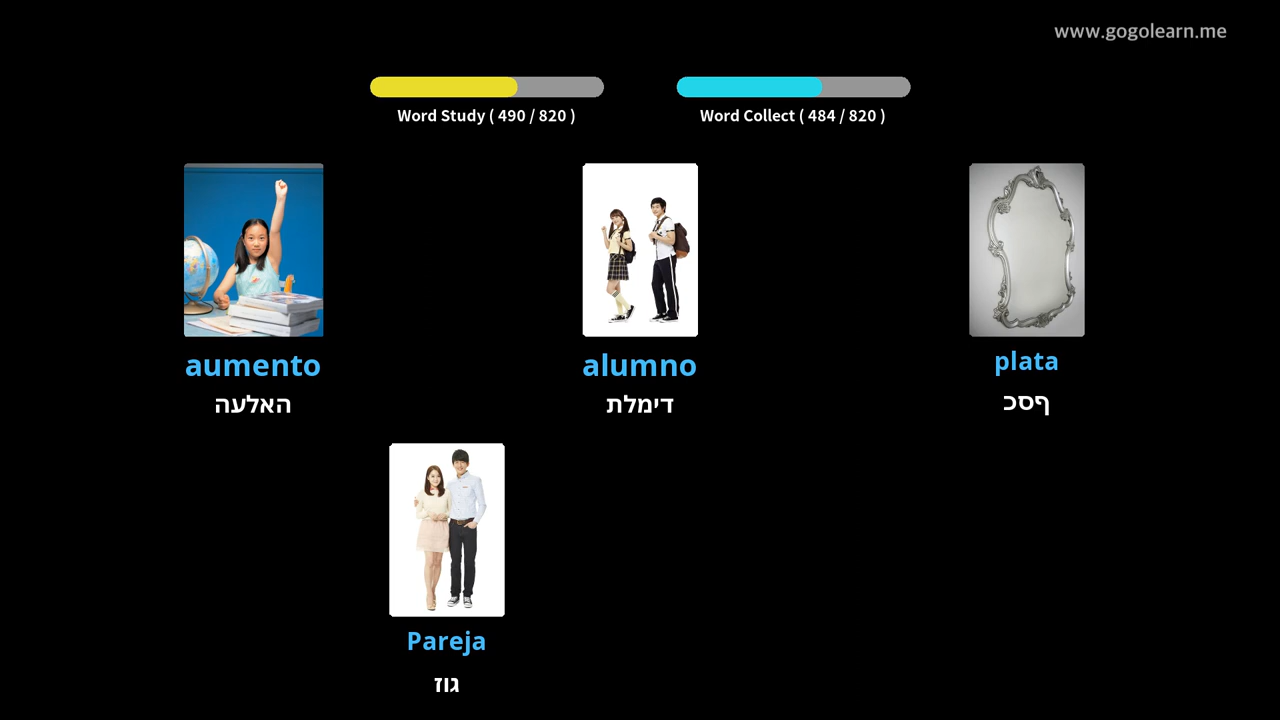 www.gogolearn.me
Word Study ( 490 / 820 )
Word Collect ( 484 / 820 )
aumento
האלעה
alumno
דימלת
plata
ףסכ
Pareja
גוז